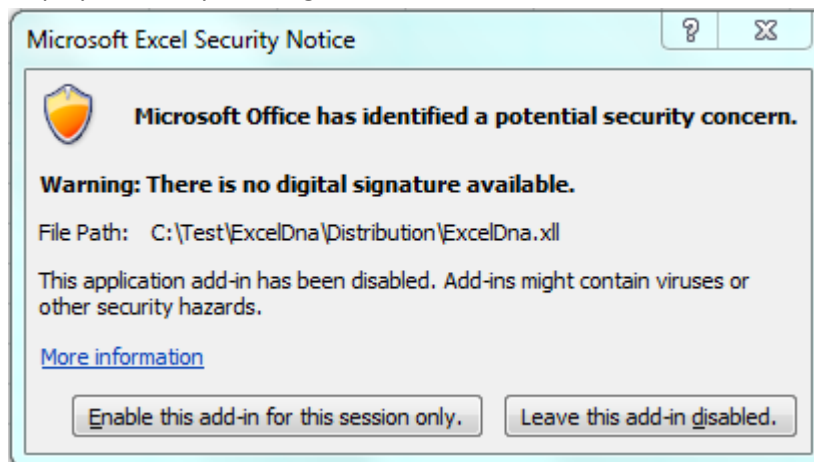 Microsoft Excel Security Notice
Microsoft Office has identified a potential security concern.
Warning: There is no digital signature available.
File Path: C:\Test\ExcelDna\Distribution\ExcelDna.xll
This application add-in has been disabled. Add-ins might contain viruses or
other security hazards.
More information
Enable this add-in for this session only. Leave this add-in disabled.